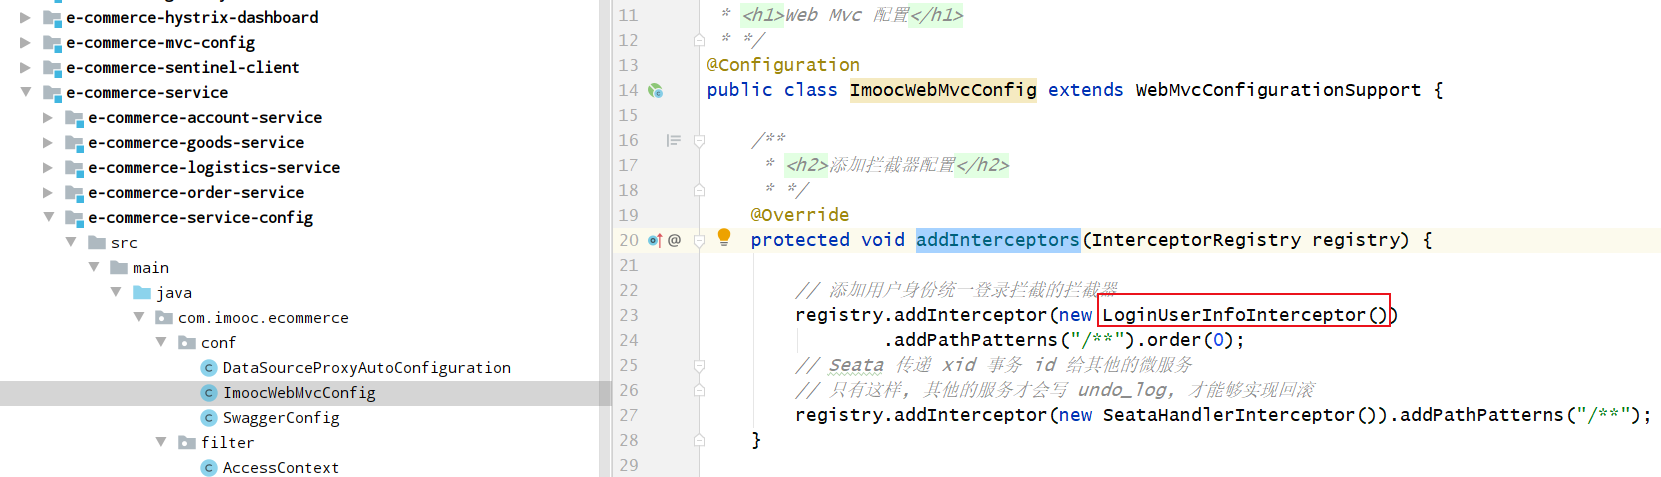 e-commerce-hystrix-dashboard
e-commerce-mvc-config
e-commerce-sentinel-client
e-commerce-service
e-commerce-account-service
e-commerce-goods-service
e-commerce-logistics-service
e-commerce-order-service
e-commerce-service-config
src
main
java
com.imooc.ecommerce
conf
DataSourceProxyAutoConfiguration
ImoocWebMvcConfig
SwaggerConfig
filter
AccessContext
11 * <h1>Web Mvc 配置</h1>
12 * */
13 @Configuration
14 public class ImoocWebMvcConfig extends WebMvcConfigurationSupport {
15
16 /**
17 * <h2>添加拦截器配置</h2>
18 * */
19 @Override
20 @ protected void addInterceptors(InterceptorRegistry registry) {
21
22 // 添加用户身份统一登录拦截的拦截器
23 registry.addInterceptor(new LoginUserInfoInterceptor())
24 .addPathPatterns("/**").order(0);
25 // Seata 传递 xid 事务 id 给其他的微服务
26 // 只有这样, 其他的服务才会写 undo_log, 才能够实现回滚
27 registry.addInterceptor(new SeataHandlerInterceptor()).addPathPatterns("/**");
28 }
29